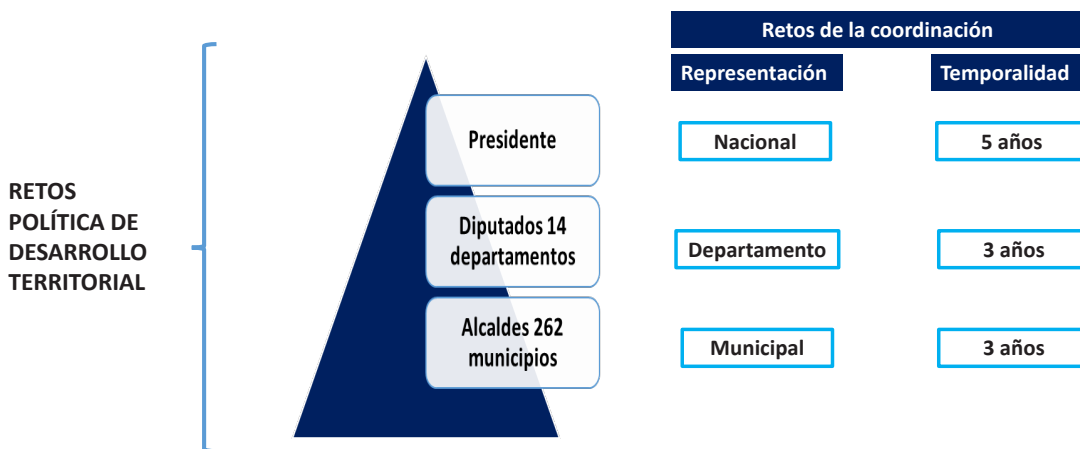 RETOS
POLÍTICA DE
DESARROLLO
TERRITORIAL
Retos de la coordinación
Representación
Temporalidad
Presidente
Nacional
5 años
Diputados 14
departamentos
Departamento
3 años
Alcaldes 262
municipios
Municipal
3 años